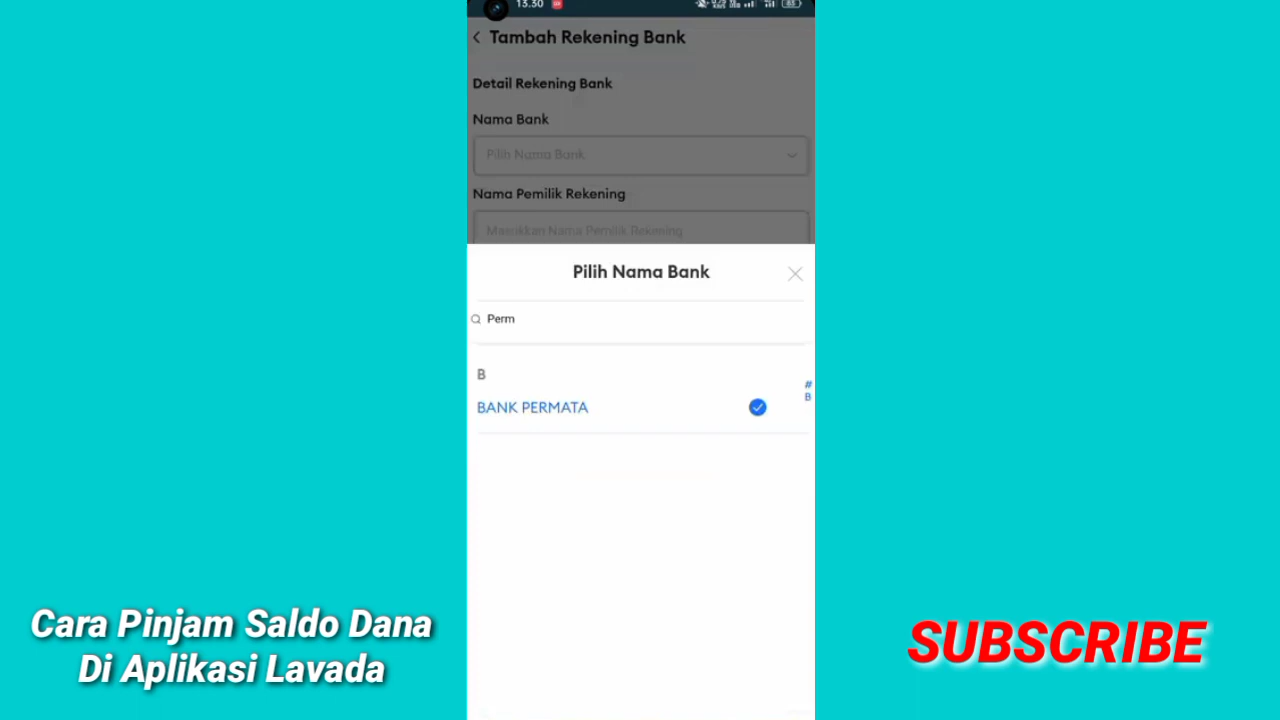 13.30
Tambah Rekening Bank
Detail Rekening Bank
Nama Bank
Pilih Nama Bank
Nama Pemilik Rekening
Masukkan Nama Pemilik Rekening
Pilih Nama Bank
Perm
B
#
B
BANK PERMATA
Cara Pinjam Saldo Dana
Di Aplikasi Lavada
SUBSCRIBE